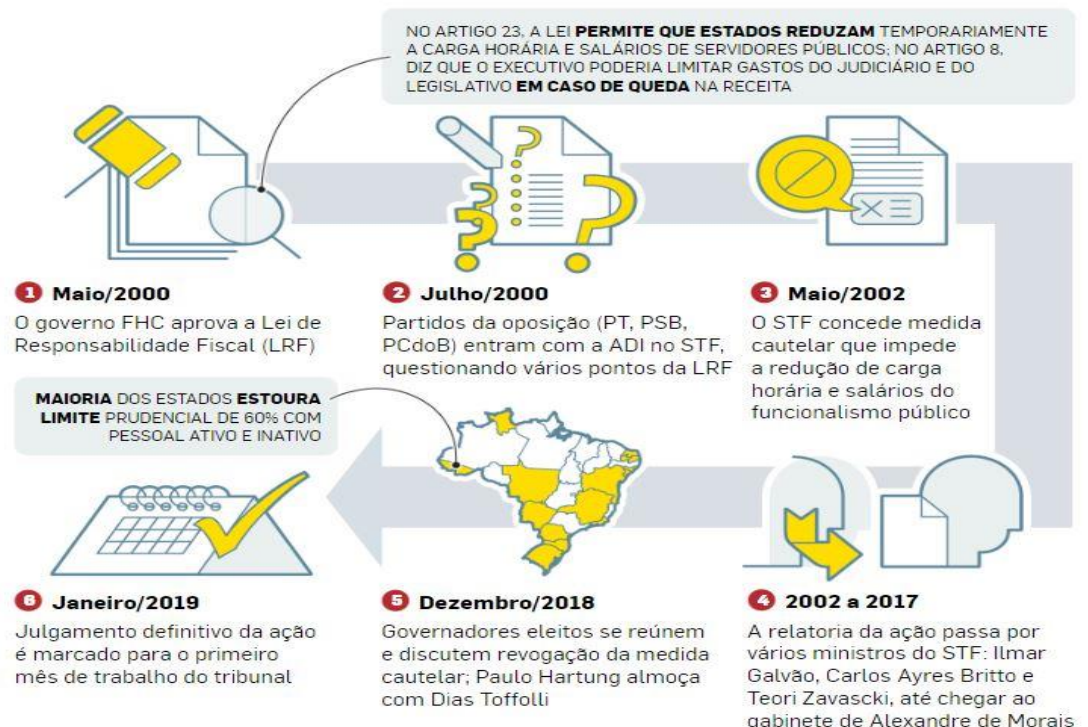 NO ARTIGO 23, A LEI PERMITE QUE ESTADOS REDUZAM TEMPORARIAMENTE
A CARGA HORÁRIA E SALÁRIOS DE SERVIDORES PÚBLICOS; NO ARTIGO 8,
DIZ QUE O EXECUTIVO PODERIA LIMITAR GASTOS DO JUDICIÁRIO E DO
LEGISLATIVO EM CASO DE QUEDA NA RECEITA
1 Maio/2000
O governo FHC aprova a Lei de
Responsabilidade Fiscal (LRF)
2 Julho/2000
Partidos da oposição (PT, PSB,
PCdoB) entram com a ADI no STF,
questionando vários pontos da LRF
3 Maio/2002
O STF concede medida
cautelar que impede
a redução de carga
horária e salários do
funcionalismo público
MAIORIA DOS ESTADOS ESTOURA
LIMITE PRUDENCIAL DE 60% COM
PESSOAL ATIVO E INATIVO
4 2002 a 2017
A relatoria da ação passa por
vários ministros do STF: Ilmar
Galvão, Carlos Ayres Britto e
Teori Zavascki, até chegar ao
gabinete de Alexandre de Morais
5 Dezembro/2018
Governadores eleitos se reúnem
e discutem revogação da medida
cautelar; Paulo Hartung almoça
com Dias Toffolli
6 Janeiro/2019
Julgamento definitivo da ação
é marcado para o primeiro
mês de trabalho do tribunal